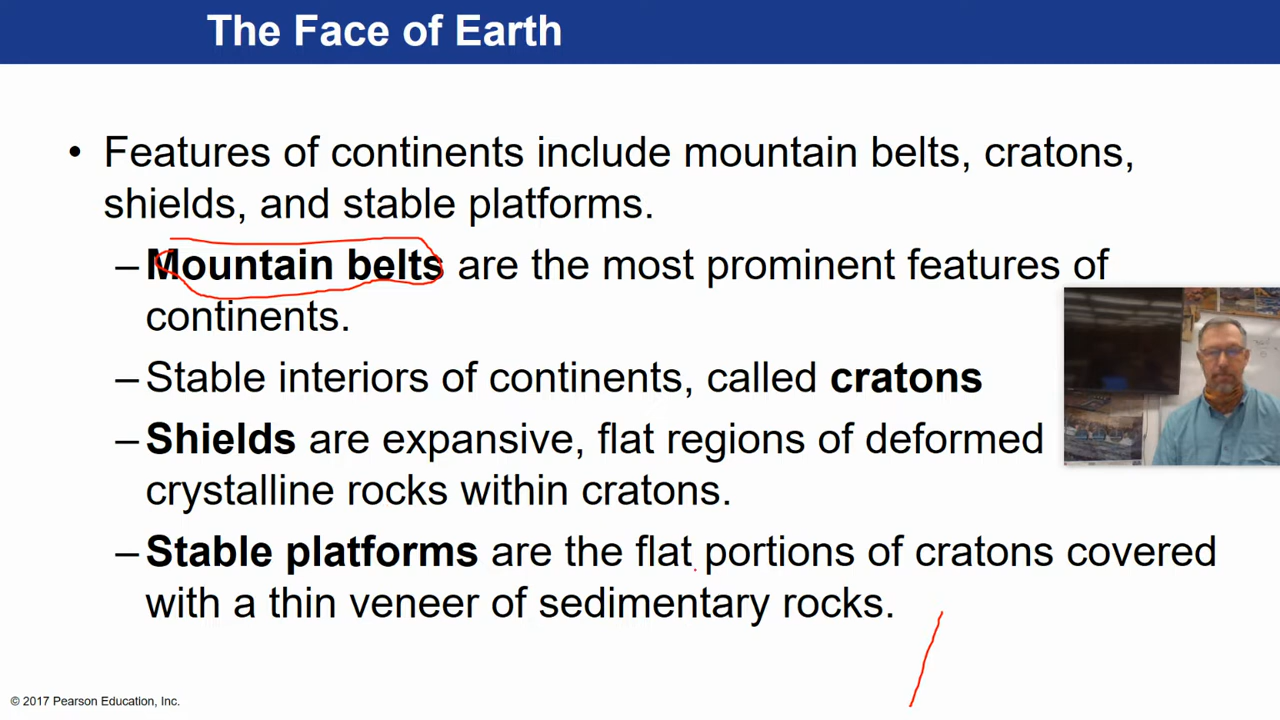 The Face of Earth
• Features of continents include mountain belts, cratons,
shields, and stable platforms.
–Mountain belts are the most prominent features of
continents.
–Stable interiors of continents, called cratons
–Shields are expansive, flat regions of deformed
crystalline rocks within cratons.
–Stable platforms are the flat portions of cratons covered
with a thin veneer of sedimentary rocks.
© 2017 Pearson Education, Inc.